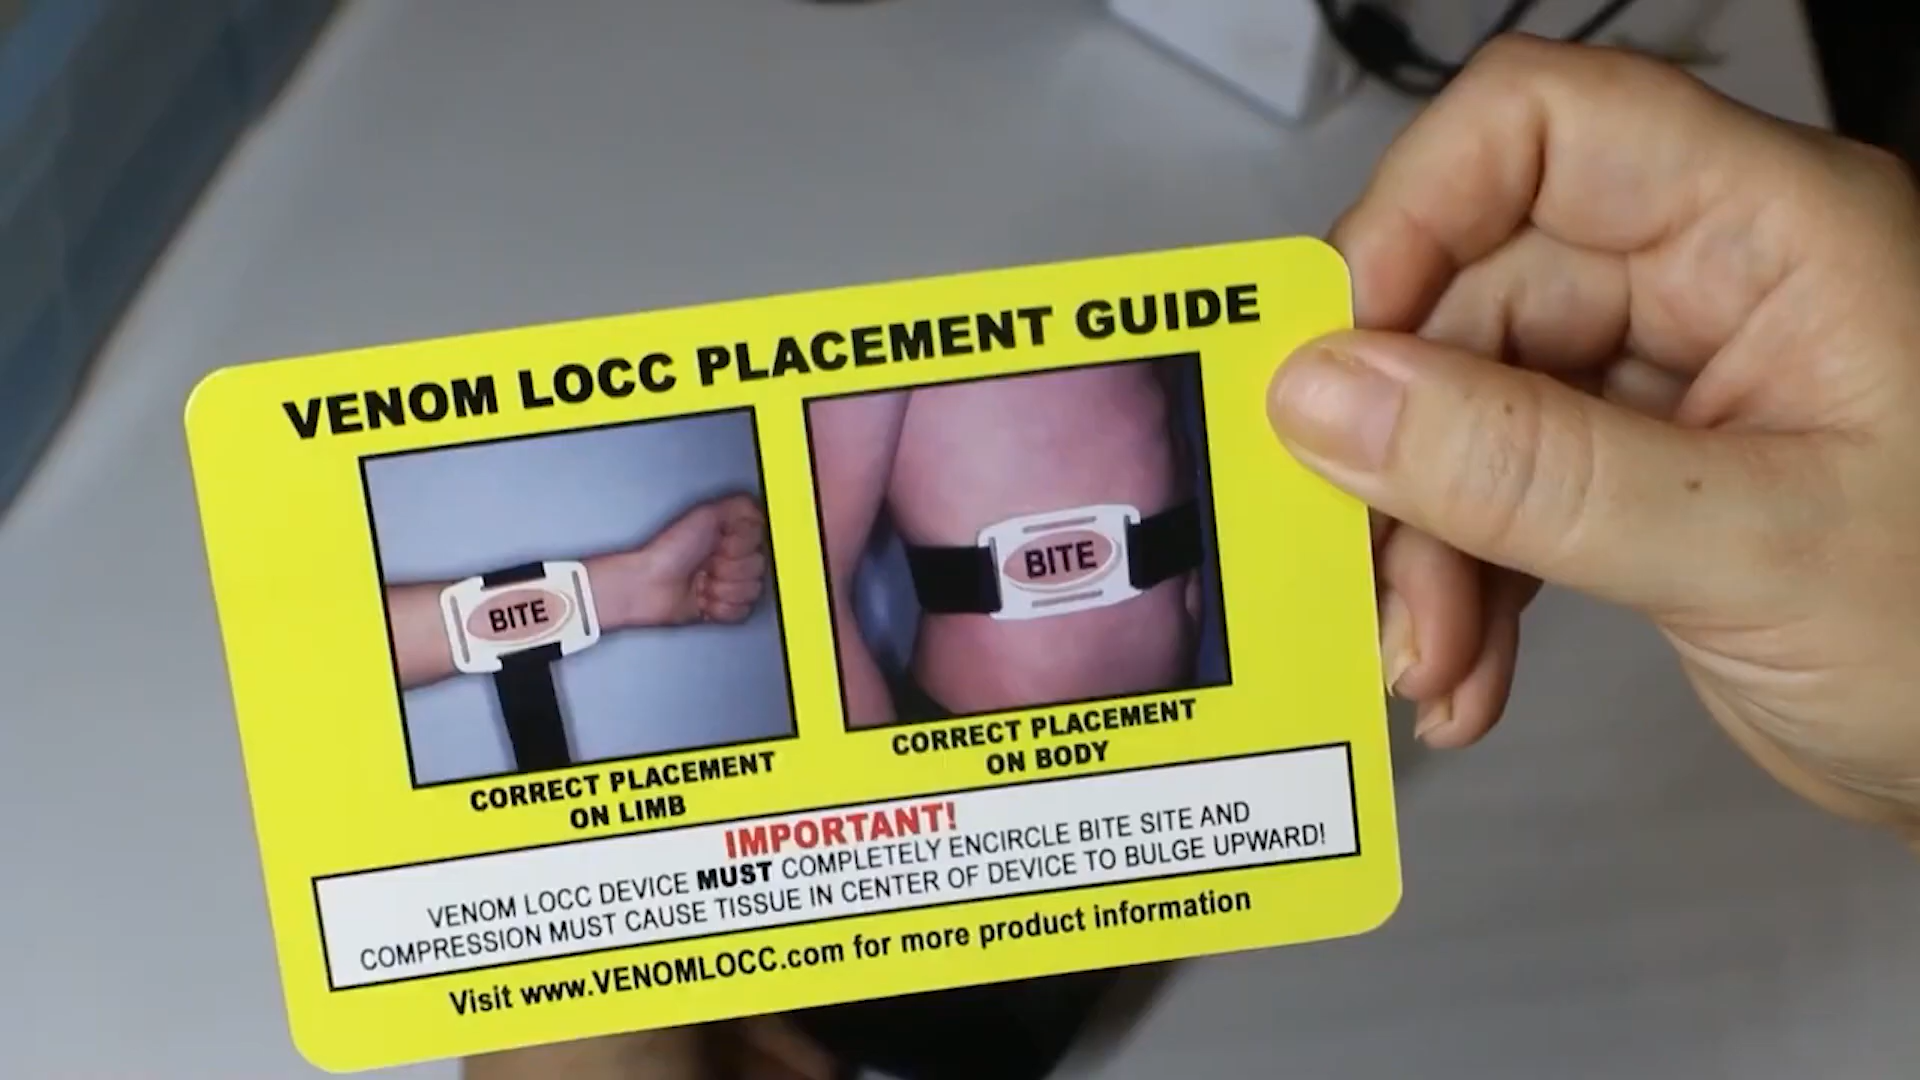 VENOM LOCC PLACEMENT GUIDE
BITE
BITE
CORRECT PLACEMENT
ON LIMB
CORRECT PLACEMENT
ON BODY
IMPORTANT!
VENOM LOCC DEVICE MUST COMPLETELY ENCIRCLE BITE SITE AND
COMPRESSION MUST CAUSE TISSUE IN CENTER OF DEVICE TO BULGE UPWARD!
Visit www.VENOMLOCC.com for more product information